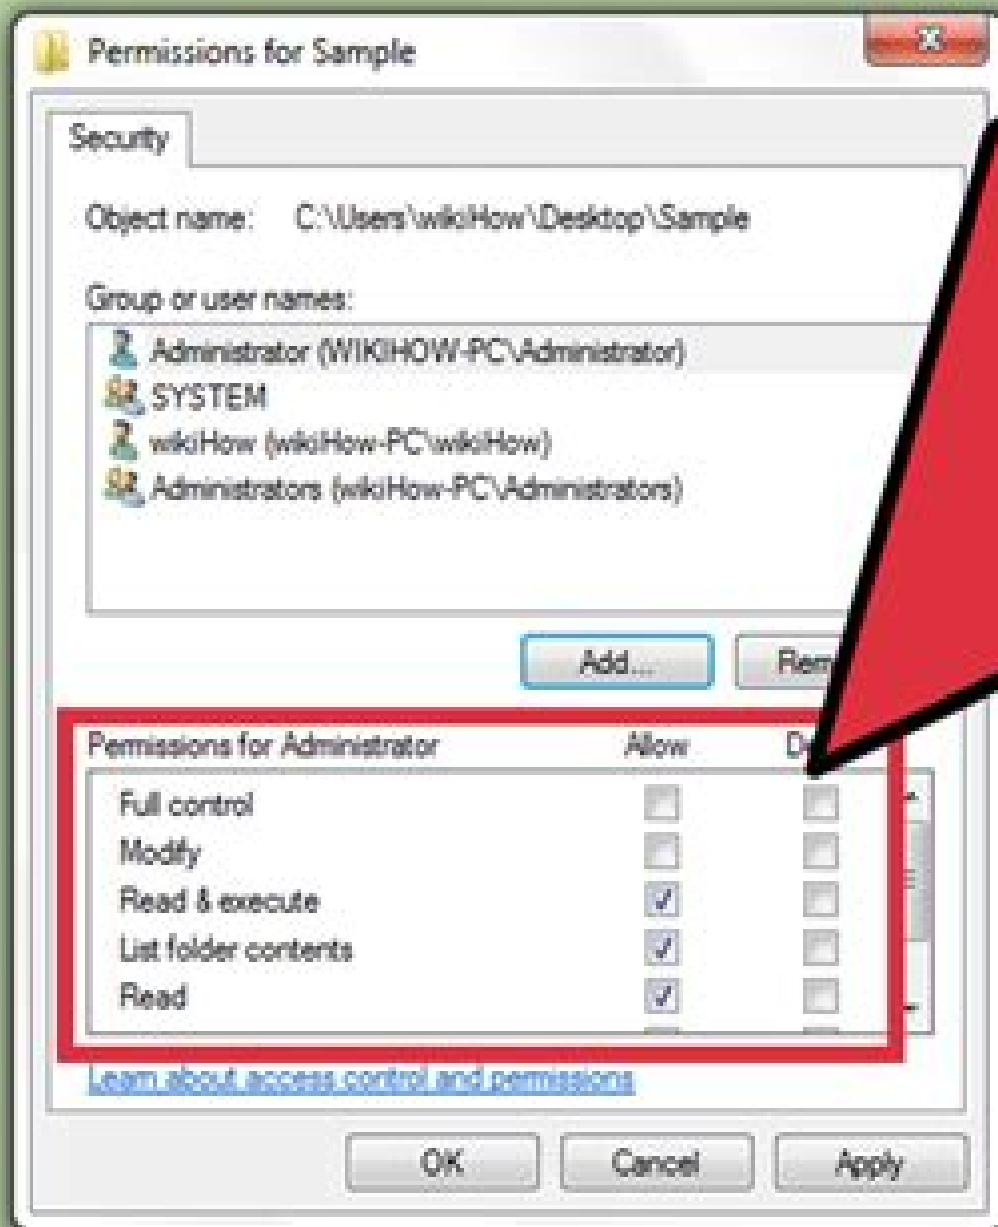 Permissions for Sample
Security
Object name: C:\Users\wikiHow\Desktop\Sample
Group or user names:
Administrator (WIKIHOW-PC\Administrator)
SYSTEM
wikiHow (wikiHow-PC\wikiHow)
Administrators (wikiHow-PC\Administrators)
Add...
Permissions for Administrator Allow
Full control
Modify
Read & execute
List folder contents
Read
Learn about access control and permissions
OK Cancel Apply